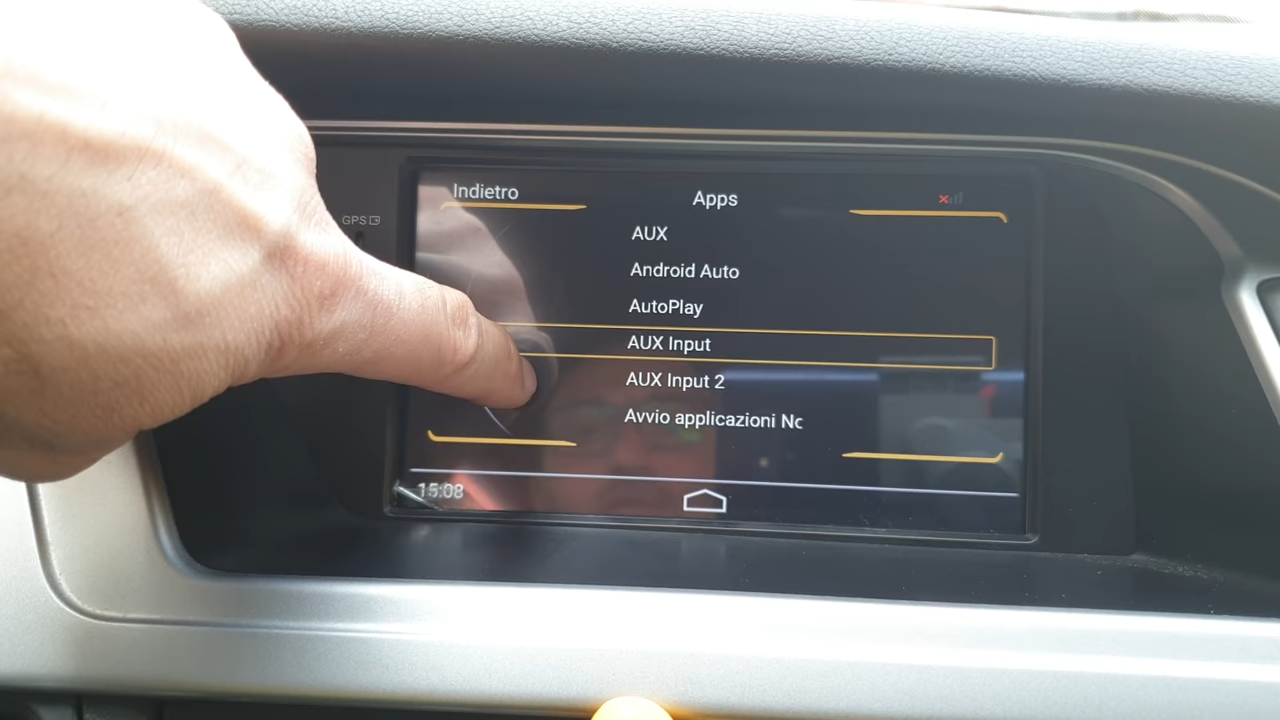 GPS
Indietro
Apps
AUX
Android Auto
AutoPlay
AUX Input
AUX Input 2
Avvio applicazioni Nc
15:08